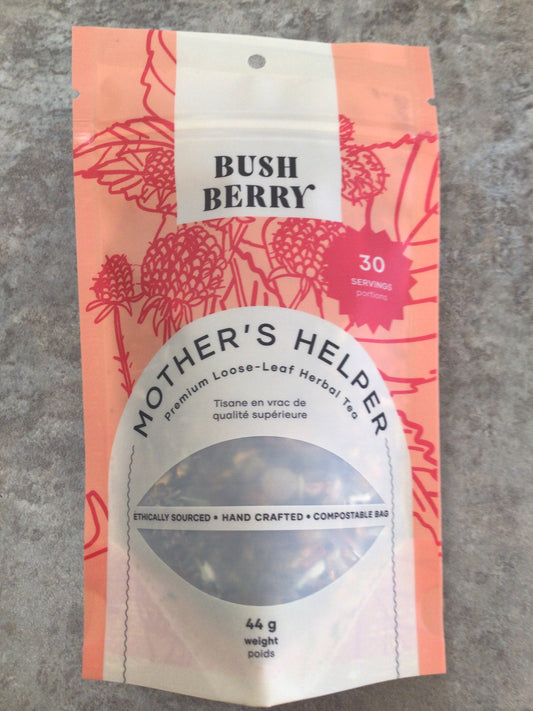 BUSH
BERRY
30
SERVINGS
portions
MOTHER'S HELPER
Premium Loose-Leaf Herbal Tea
Tisane en vrac de
qualité supérieure
ETHICALLY SOURCED • HAND CRAFTED • COMPOSTABLE BAG
44 g
weight
poids